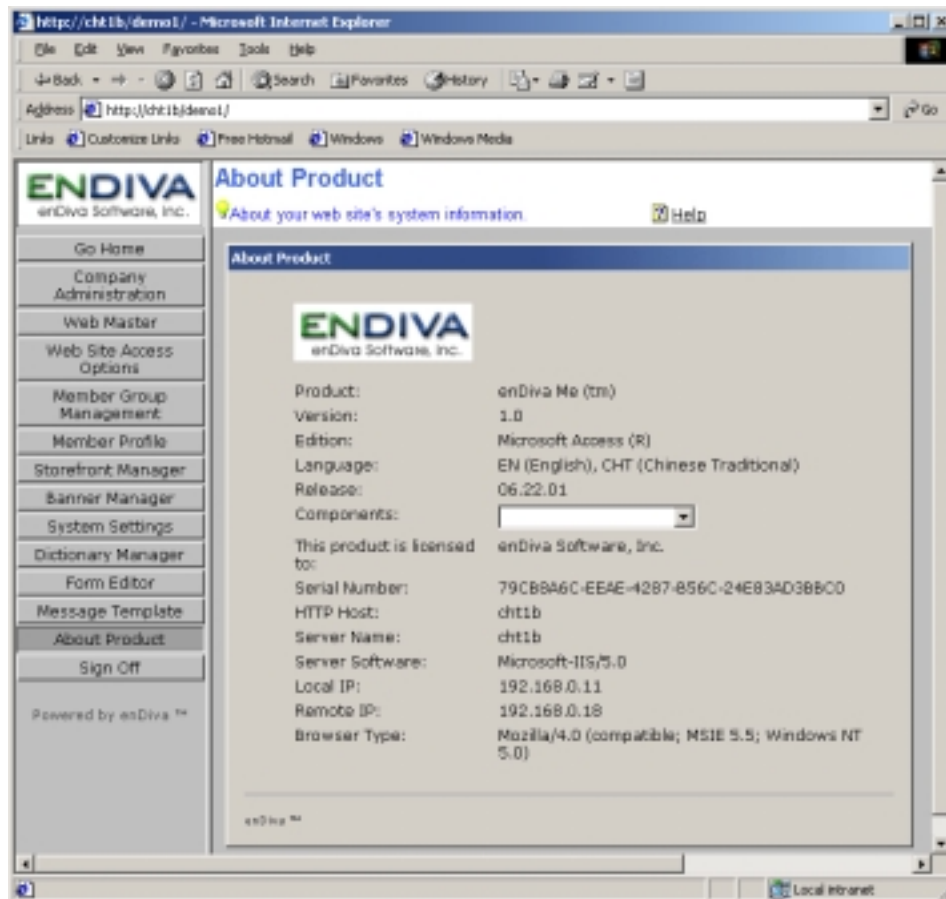 http://cht1b/demo1/ - Microsoft Internet Explorer
File Edit View Favorites Tools Help
Back Search Favorites History
Address http://cht1b/demo1/ Go
Links Customize Links Free Hotmail Windows Windows Media
ENDIVA
enDiva Software, Inc.
Go Home
Company
Administration
Web Master
Web Site Access
Options
Member Group
Management
Member Profile
Storefront Manager
Banner Manager
System Settings
Dictionary Manager
Form Editor
Message Template
About Product
Sign Off
Powered by enDiva ™
About Product
About your web site's system information. Help
About Product
ENDIVA
enDiva Software, Inc.
Product: enDiva Me (tm)
Version: 1.0
Edition: Microsoft Access (R)
Language: EN (English), CHT (Chinese Traditional)
Release: 06.22.01
Components:
This product is licensed enDiva Software, Inc.
to:
Serial Number: 79CBBA6C-EEAE-4287-856C-24E83AD3BBCD
HTTP Host: cht1b
Server Name: cht1b
Server Software: Microsoft-IIS/5.0
Local IP: 192.168.0.11
Remote IP: 192.168.0.18
Browser Type: Mozilla/4.0 (compatible; MSIE 5.5; Windows NT
5.0)
enDiva ™
Local intranet